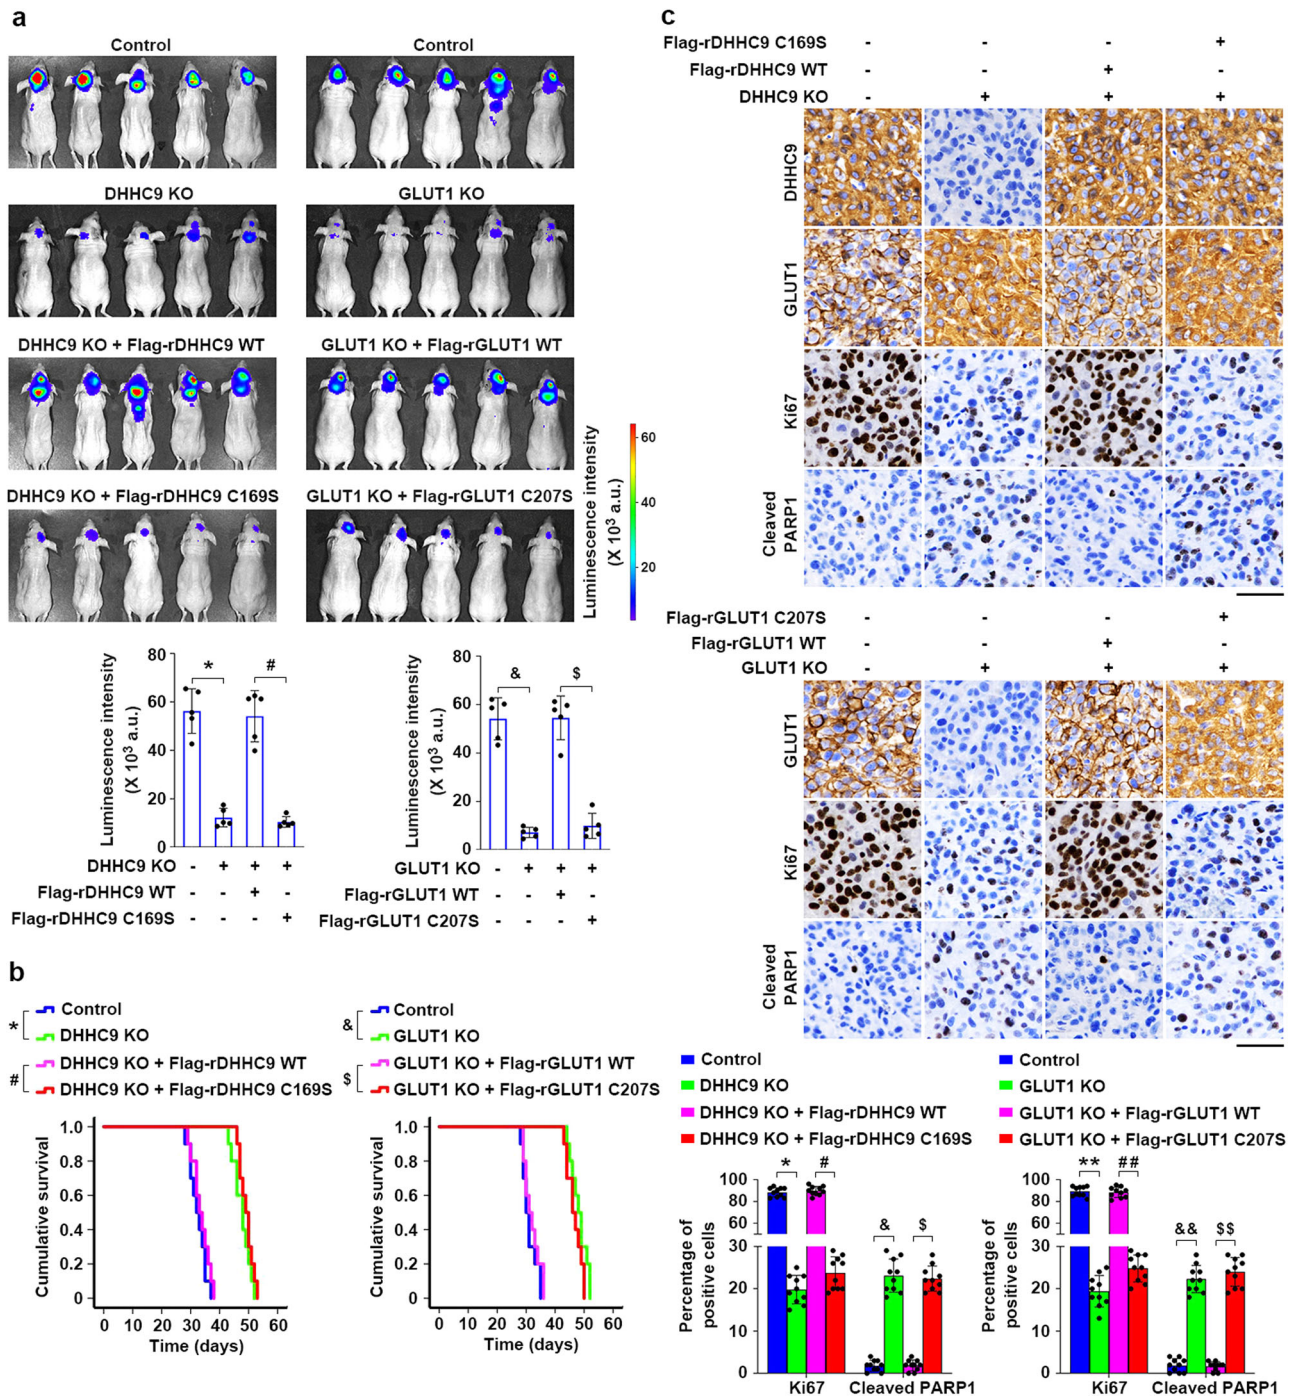 a
Control
Control
DHHC9 KO
GLUT1 KO
DHHC9 KO + Flag-rDHHC9 WT
GLUT1 KO + Flag-rGLUT1 WT
DHHC9 KO + Flag-rDHHC9 C169S
GLUT1 KO + Flag-rGLUT1 C207S
60
40
20
Luminescence intensity
(X 10³ a.u.)
80
60
40
20
0
Luminescence intensity
(X 10³ a.u.)
* #
DHHC9 KO - + + +
Flag-rDHHC9 WT - - + -
Flag-rDHHC9 C169S - - - +
80
60
40
20
0
Luminescence intensity
(X 10³ a.u.)
& $
GLUT1 KO - + + +
Flag-rGLUT1 WT - - + -
Flag-rGLUT1 C207S - - - +
b
Control
* DHHC9 KO
DHHC9 KO + Flag-rDHHC9 WT
# DHHC9 KO + Flag-rDHHC9 C169S
Cumulative survival
1.0
0.8
0.6
0.4
0.2
0.0
0 10 20 30 40 50 60
Time (days)
Control
& GLUT1 KO
GLUT1 KO + Flag-rGLUT1 WT
$ GLUT1 KO + Flag-rGLUT1 C207S
Cumulative survival
1.0
0.8
0.6
0.4
0.2
0.0
0 10 20 30 40 50 60
Time (days)
c
Flag-rDHHC9 C169S - - - +
Flag-rDHHC9 WT - - + -
DHHC9 KO - + + +
DHHC9
GLUT1
Ki67
Cleaved
PARP1
Flag-rGLUT1 C207S - - - +
Flag-rGLUT1 WT - - + -
GLUT1 KO - + + +
GLUT1
Ki67
Cleaved
PARP1
Control
DHHC9 KO
DHHC9 KO + Flag-rDHHC9 WT
DHHC9 KO + Flag-rDHHC9 C169S
Percentage of
positive cells
100
80
60
30
20
10
0
* # & $
Ki67 Cleaved PARP1
Control
GLUT1 KO
GLUT1 KO + Flag-rGLUT1 WT
GLUT1 KO + Flag-rGLUT1 C207S
Percentage of
positive cells
100
80
60
30
20
10
0
** ## && $$
Ki67 Cleaved PARP1